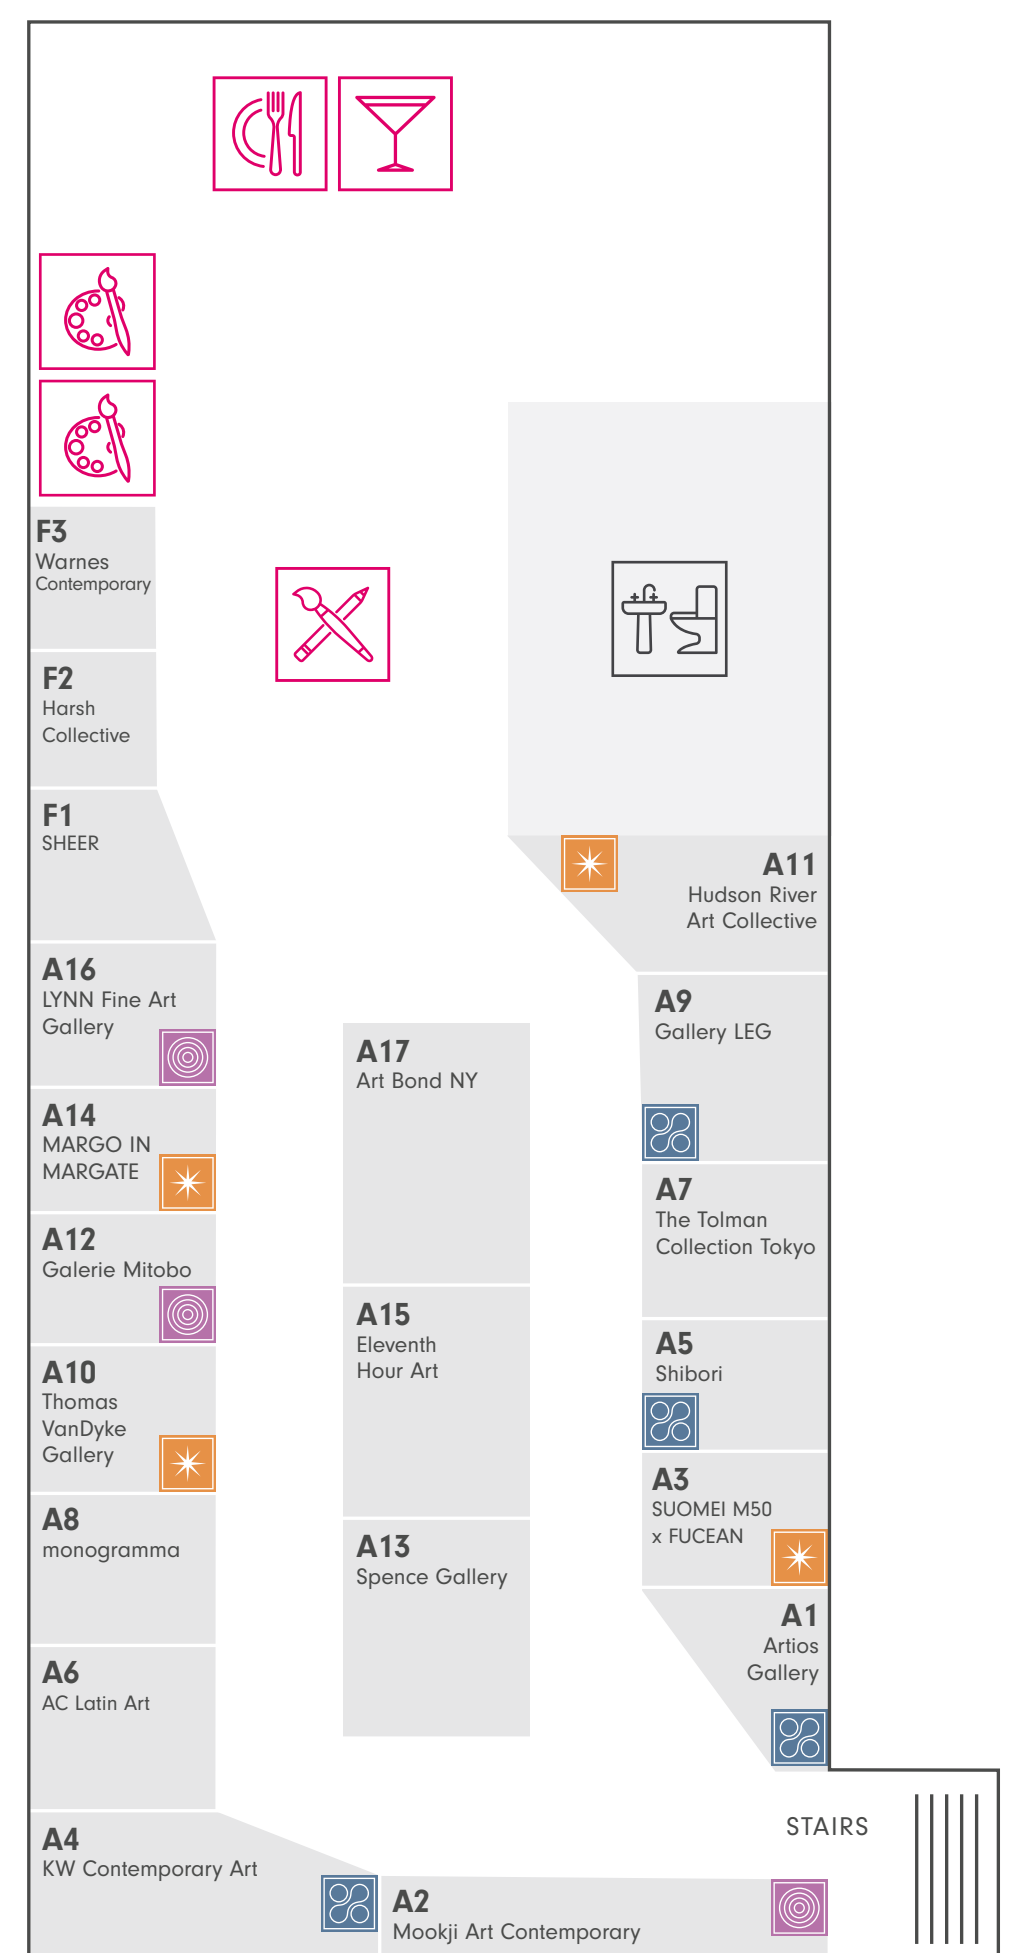 F3
Warnes
Contemporary
F2
Harsh
Collective
F1
SHEER
A11
Hudson River
Art Collective
A16
LYNN Fine Art
Gallery
A9
Gallery LEG
A17
Art Bond NY
A14
MARGO IN
MARGATE
A7
The Tolman
Collection Tokyo
A12
Galerie Mitobo
A15
Eleventh
Hour Art
A5
Shibori
A10
Thomas
VanDyke
Gallery
A3
SUOMEI M50
x FUCEAN
A8
monogramma
A13
Spence Gallery
A1
Artios
Gallery
A6
AC Latin Art
STAIRS
A4
KW Contemporary Art
A2
Mookji Art Contemporary